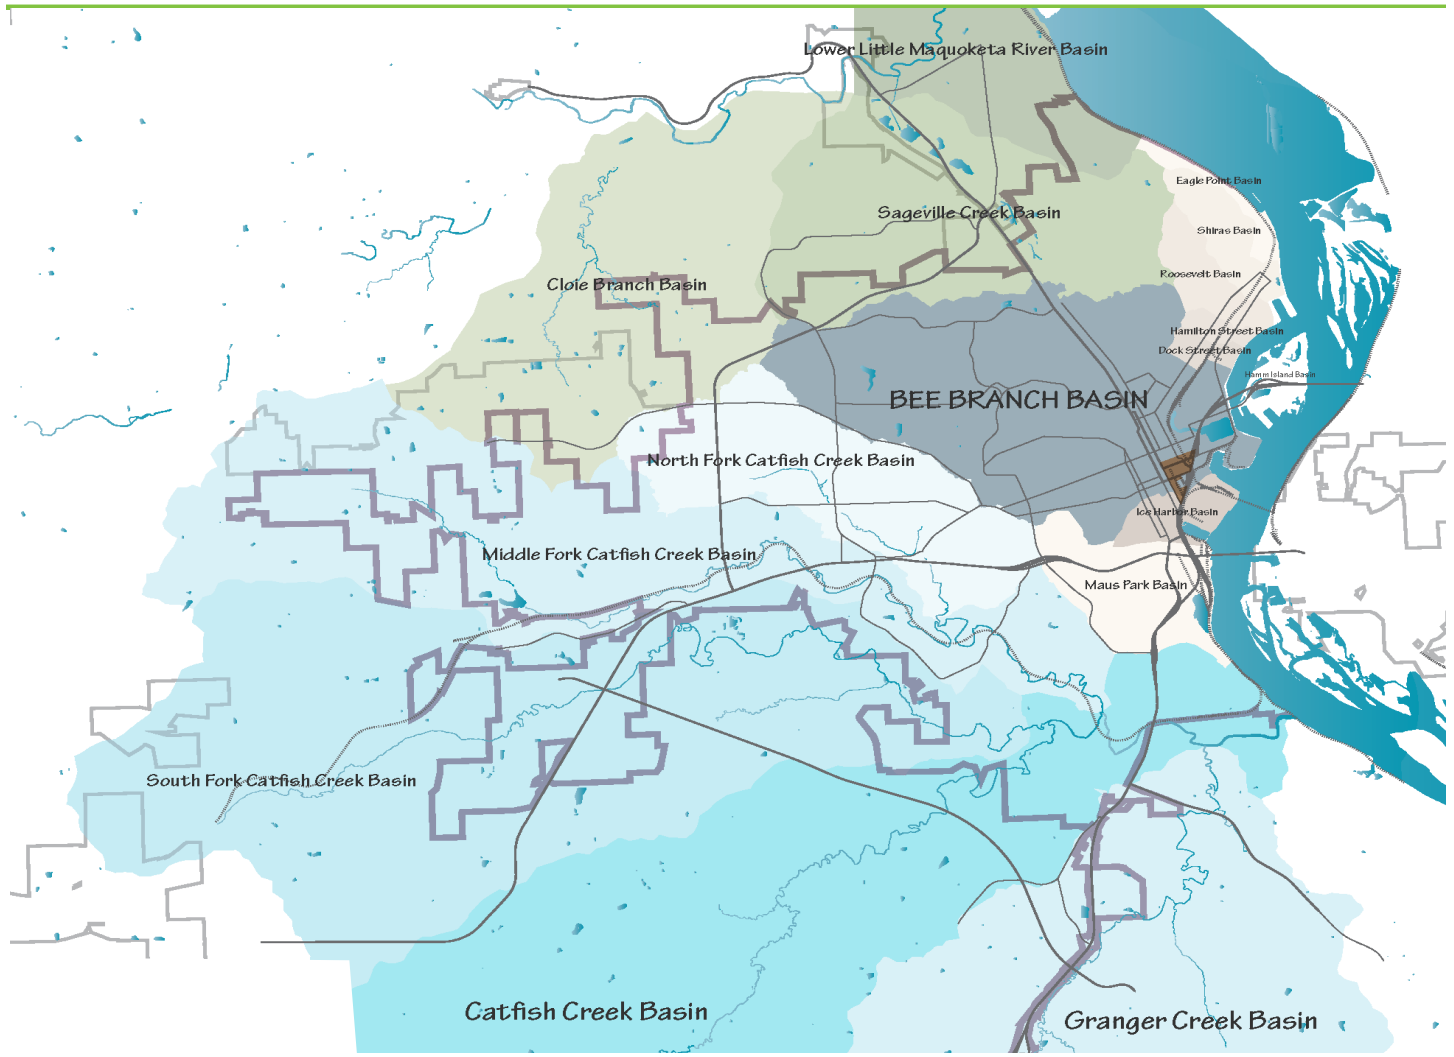 Lower Little Maquoketa River Basin
Eagle Point Basin
Sageville Creek Basin
Shiras Basin
Roosevelt Basin
Cloie Branch Basin
Hamilton Street Basin
Dock Street Basin
Hamm Island Basin
BEE BRANCH BASIN
North Fork Catfish Creek Basin
Ice Harbor Basin
Middle Fork Catfish Creek Basin
Maus Park Basin
South Fork Catfish Creek Basin
Catfish Creek Basin
Granger Creek Basin